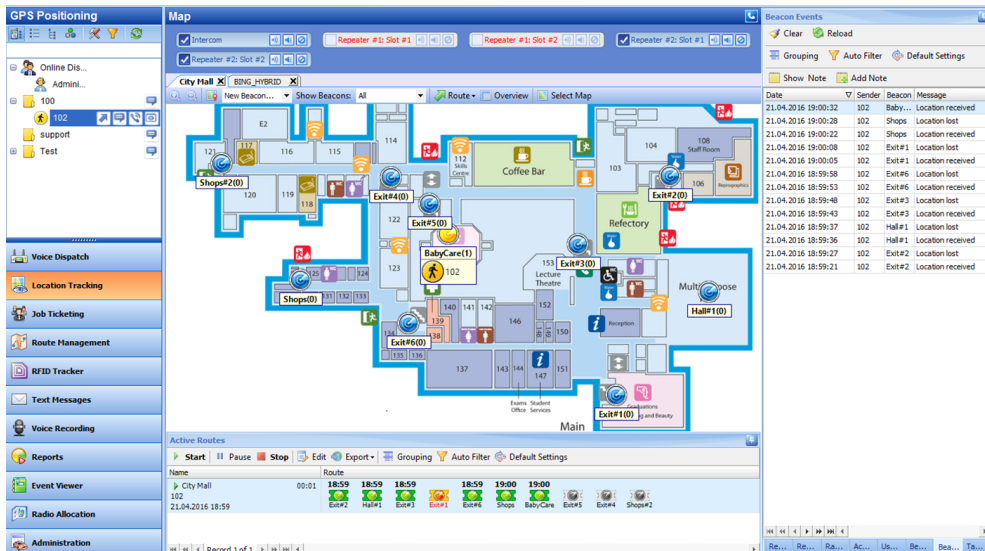 GPS Positioning
Online Dis...
Admini...
100
102
support
Test
Voice Dispatch
Location Tracking
Job Ticketing
Route Management
RFID Tracker
Text Messages
Voice Recording
Reports
Event Viewer
Radio Allocation
Administration
Map
Intercom
Repeater #1: Slot #1
Repeater #1: Slot #2
Repeater #2: Slot #1
Repeater #2: Slot #2
City Mall X BING_HYBRID X
New Beacon... Show Beacons: All Route Overview Select Map
E2
121
117
116
115
114
112
Skills
Centre
Coffee Bar
103
104
108
Staff Room
106
Reprographics
Shops#2(0)
120
119
118
Exit#4(0)
Exit#2(0)
122
Exit#5(0)
Refectory
BabyCare(1)
102
123
125
124
Shops(0)
131 132 133
153
Lecture
Theatre
Exit#3(0)
Hall#1(0)
140 141 142
139
138
146
152
150
Reception
134
Exit#6(0)
135 136
137
143 144
147
151
Exams
Office
Student
Services
Exit#1(0)
Main
Active Routes
Start Pause Stop Edit Export Grouping Auto Filter Default Settings
Name Route
City Mall 00:01
102
21.04.2016 18:59
18:59 18:59 18:59 18:59 19:00 19:00
Exit#2 Hall#1 Exit#3 Exit#1 Exit#6 Shops BabyCare Exit#5 Exit#4 Shops#2
Record 1 of 1
Beacon Events
Clear Reload
Grouping Auto Filter Default Settings
Show Note Add Note
Date Sender Beacon Message
21.04.2016 19:00:32 102 Baby... Location received
21.04.2016 19:00:28 102 Shops Location lost
21.04.2016 19:00:22 102 Shops Location received
21.04.2016 19:00:08 102 Exit#1 Location lost
21.04.2016 19:00:05 102 Exit#1 Location received
21.04.2016 18:59:58 102 Exit#6 Location lost
21.04.2016 18:59:53 102 Exit#6 Location received
21.04.2016 18:59:48 102 Exit#3 Location lost
21.04.2016 18:59:43 102 Exit#3 Location received
21.04.2016 18:59:37 102 Hall#1 Location lost
21.04.2016 18:59:36 102 Hall#1 Location received
21.04.2016 18:59:27 102 Exit#2 Location lost
21.04.2016 18:59:21 102 Exit#2 Location received
Re... Re... Ra... Ac... Us... Be... Bea... Ta...